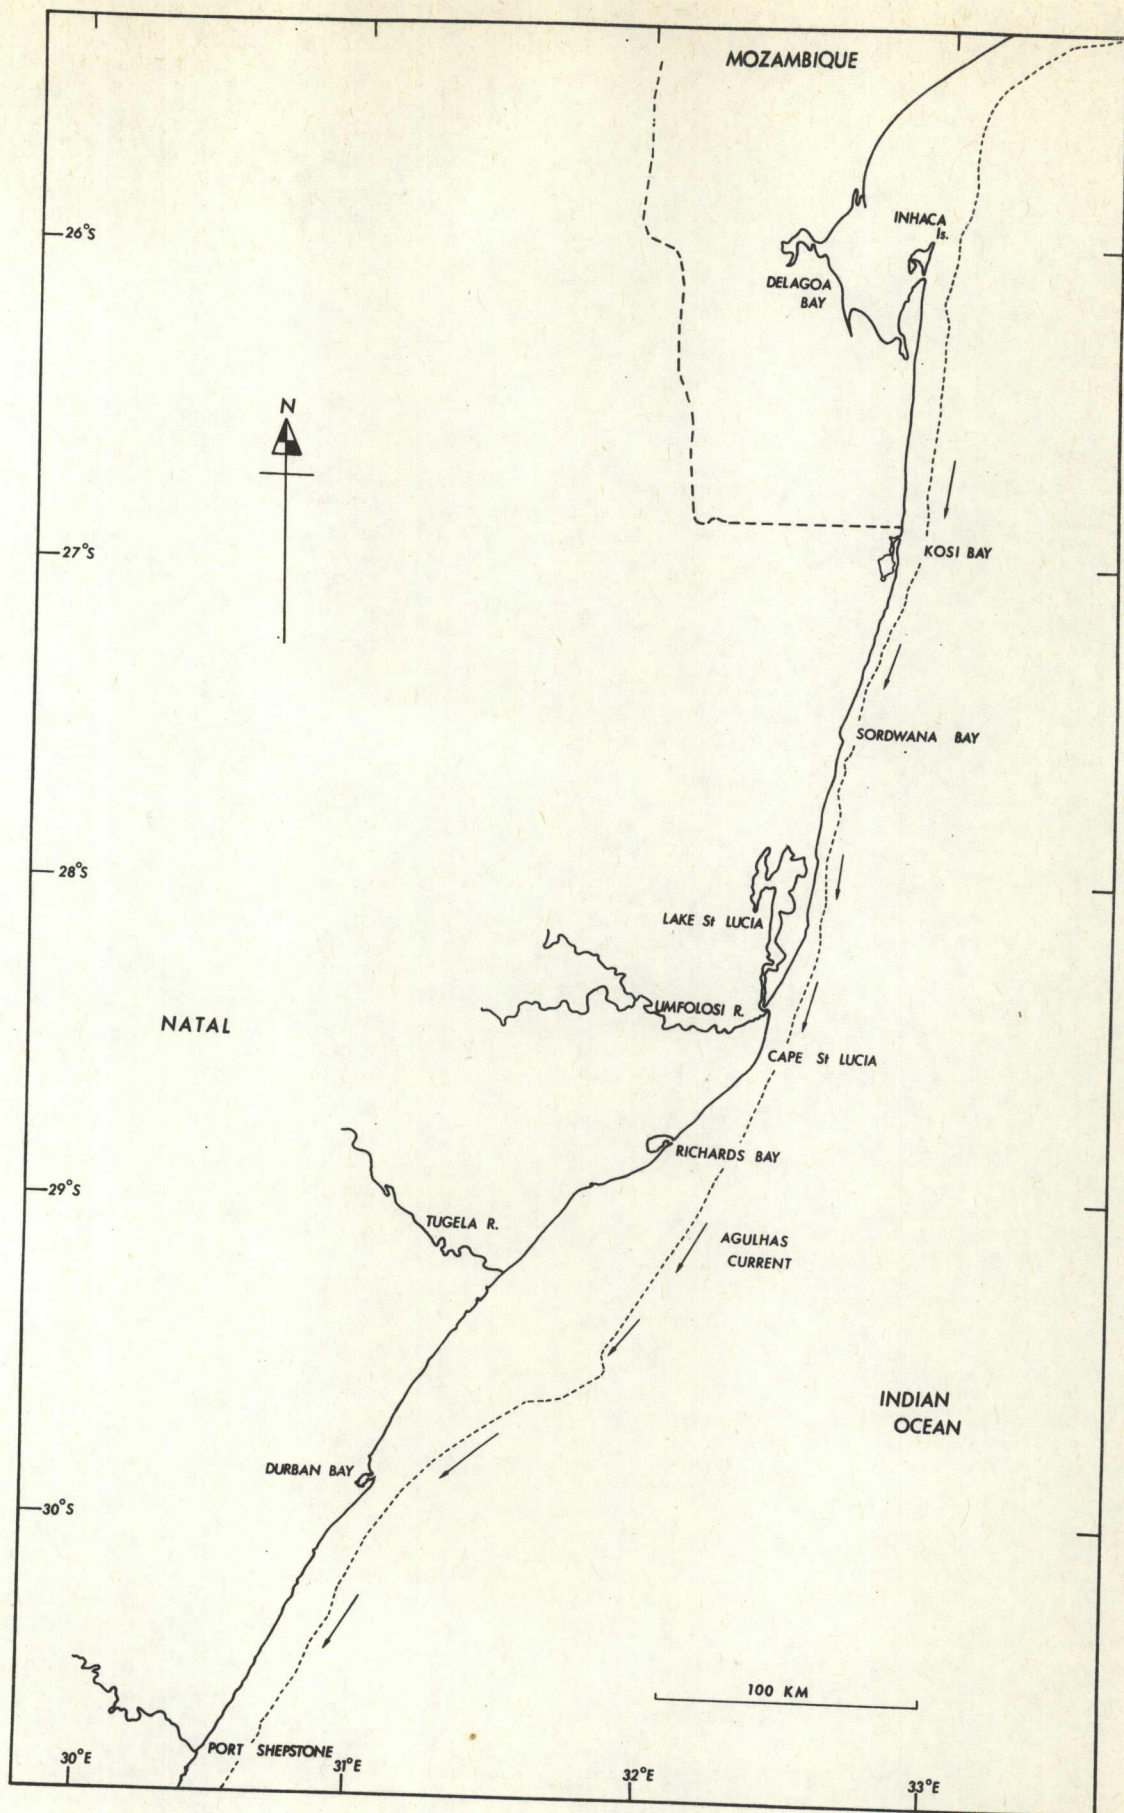 MOZAMBIQUE
INHACA
Is.
26°S
DELAGOA
BAY
N
27°S
KOSI BAY
SORDWANA BAY
28°S
LAKE St LUCIA
UMFOLOSI R.
NATAL
CAPE St LUCIA
RICHARDS BAY
29°S
TUGELA R.
AGULHAS
CURRENT
INDIAN
OCEAN
DURBAN BAY
30°S
100 KM
PORT SHEPSTONE
30°E
31°E
32°E
33°E